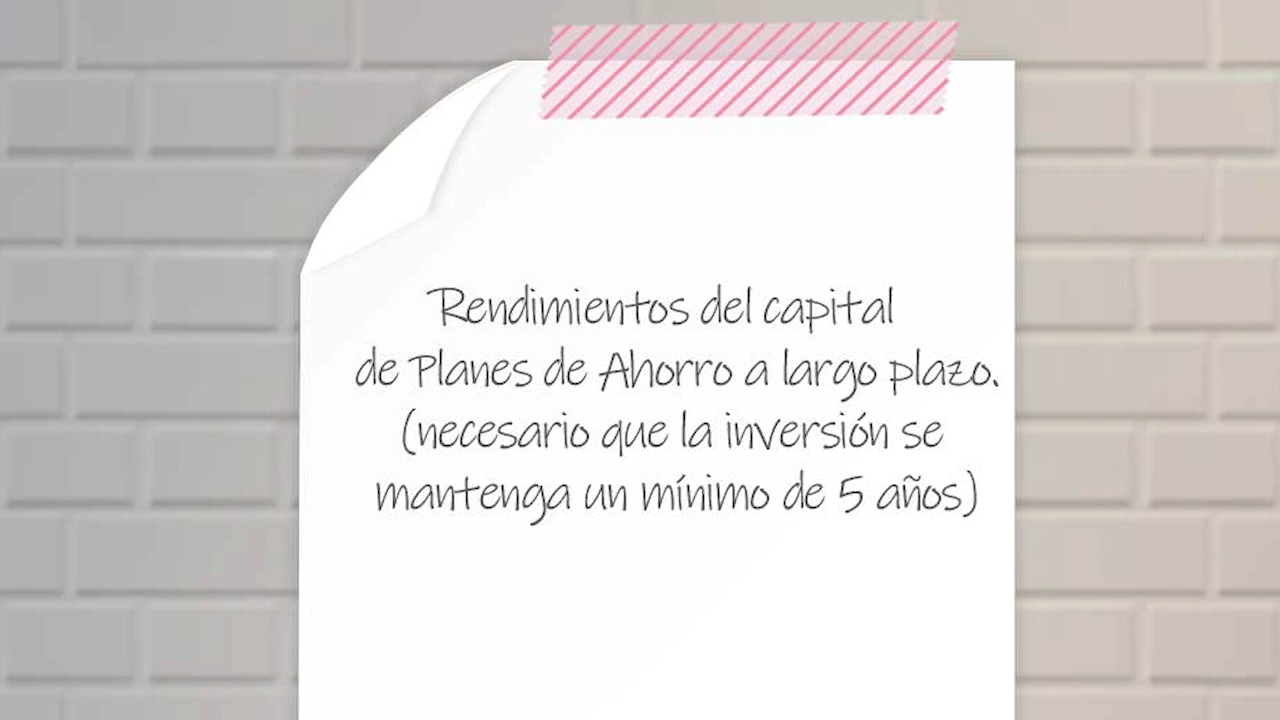 Rendimientos del capital
de Planes de Ahorro a largo plazo.
(necesario que la inversión se
mantenga un mínimo de 5 años)